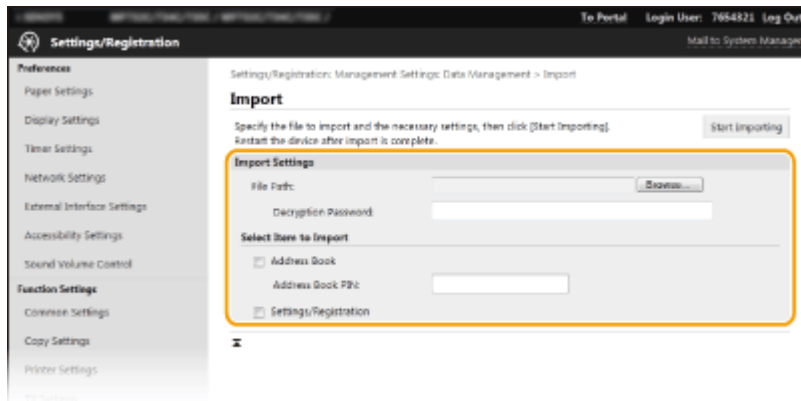 To Portal Login User: 7654321 Log Out
Settings/Registration
Mail to System Manager
Preferences
Paper Settings
Display Settings
Timer Settings
Network Settings
External Interface Settings
Accessibility Settings
Sound Volume Control
Function Settings
Common Settings
Copy Settings
Printer Settings
Settings/Registration: Management Settings: Data Management > Import
Import
Specify the file to import and the necessary settings, then click [Start Importing].
Restart the device after import is complete.
Start Importing
Import Settings
File Path:
Browse...
Decryption Password:
Select Item to Import
Address Book
Address Book PIN:
Settings/Registration